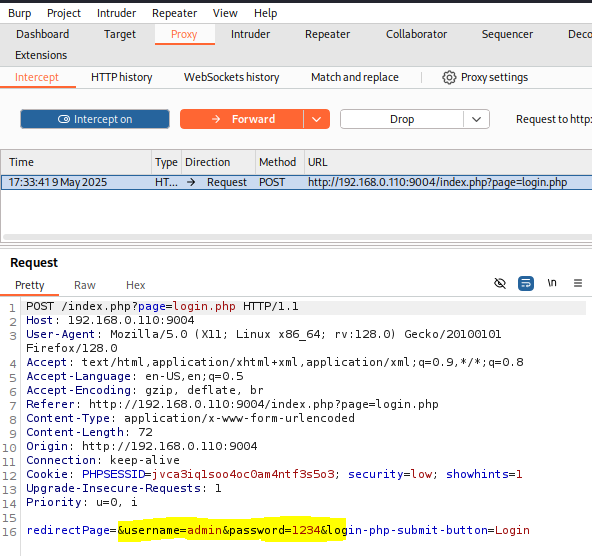 Burp Project Intruder Repeater View Help
Dashboard Target Proxy Intruder Repeater Collaborator Sequencer Deco
Extensions
Intercept HTTP history WebSockets history Match and replace Proxy settings
Intercept on Forward Drop Request to http:
Time Type Direction Method URL
17:33:41 9 May 2025 HT... → Request POST http://192.168.0.110:9004/index.php?page=login.php
Request
Pretty Raw Hex \n
1 POST /index.php?page=login.php HTTP/1.1
2 Host: 192.168.0.110:9004
3 User-Agent: Mozilla/5.0 (X11; Linux x86_64; rv:128.0) Gecko/20100101
Firefox/128.0
4 Accept: text/html,application/xhtml+xml,application/xml;q=0.9,*/*;q=0.8
5 Accept-Language: en-US,en;q=0.5
6 Accept-Encoding: gzip, deflate, br
7 Referer: http://192.168.0.110:9004/index.php?page=login.php
8 Content-Type: application/x-www-form-urlencoded
9 Content-Length: 72
10 Origin: http://192.168.0.110:9004
11 Connection: keep-alive
12 Cookie: PHPSESSID=jvca3iq1soo4oc0am4ntf3s5o3; security=low; showhints=1
13 Upgrade-Insecure-Requests: 1
14 Priority: u=0, i
15
16 redirectPage=&username=admin&password=1234&login-php-submit-button=Login